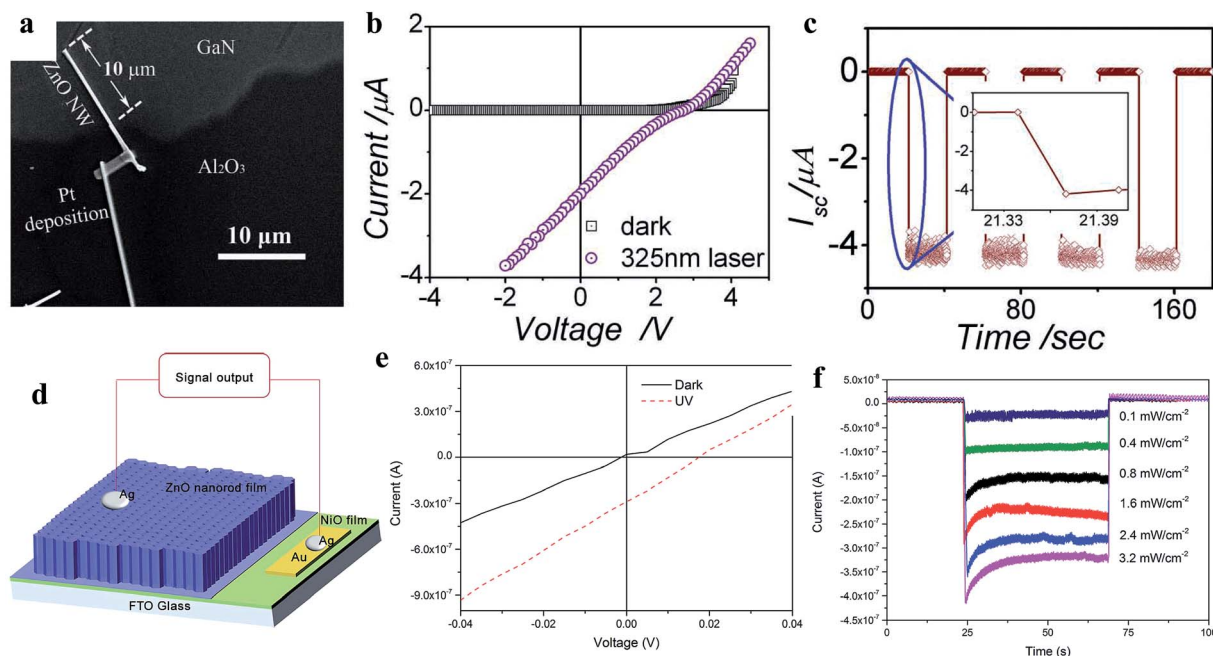 a
GaN
10 μm
ZnO NW
Al₂O₃
Pt
deposition
10 μm
b
2
0
-2
-4
Current /μA
dark
325nm laser
-4 -2 0 2 4
Voltage /V
c
0
-2
-4
I_sc/μA
0
-2
-4
21.33 21.39
0 80 160
Time /sec
d
Signal output
Ag
ZnO nanorod film
NiO film
Ag
Au
FTO Glass
e
6.0x10⁻⁷
3.0x10⁻⁷
0.0
-3.0x10⁻⁷
-6.0x10⁻⁷
-9.0x10⁻⁷
Current (A)
Dark
UV
-0.04 -0.02 0.00 0.02 0.04
Voltage (V)
f
5.0x10⁻⁸
0.0
-5.0x10⁻⁸
-1.0x10⁻⁷
-1.5x10⁻⁷
-2.0x10⁻⁷
-2.5x10⁻⁷
-3.0x10⁻⁷
-3.5x10⁻⁷
-4.0x10⁻⁷
-4.5x10⁻⁷
Current (A)
0.1 mW/cm⁻²
0.4 mW/cm⁻²
0.8 mW/cm⁻²
1.6 mW/cm⁻²
2.4 mW/cm⁻²
3.2 mW/cm⁻²
0 25 50 75 100
Time (s)